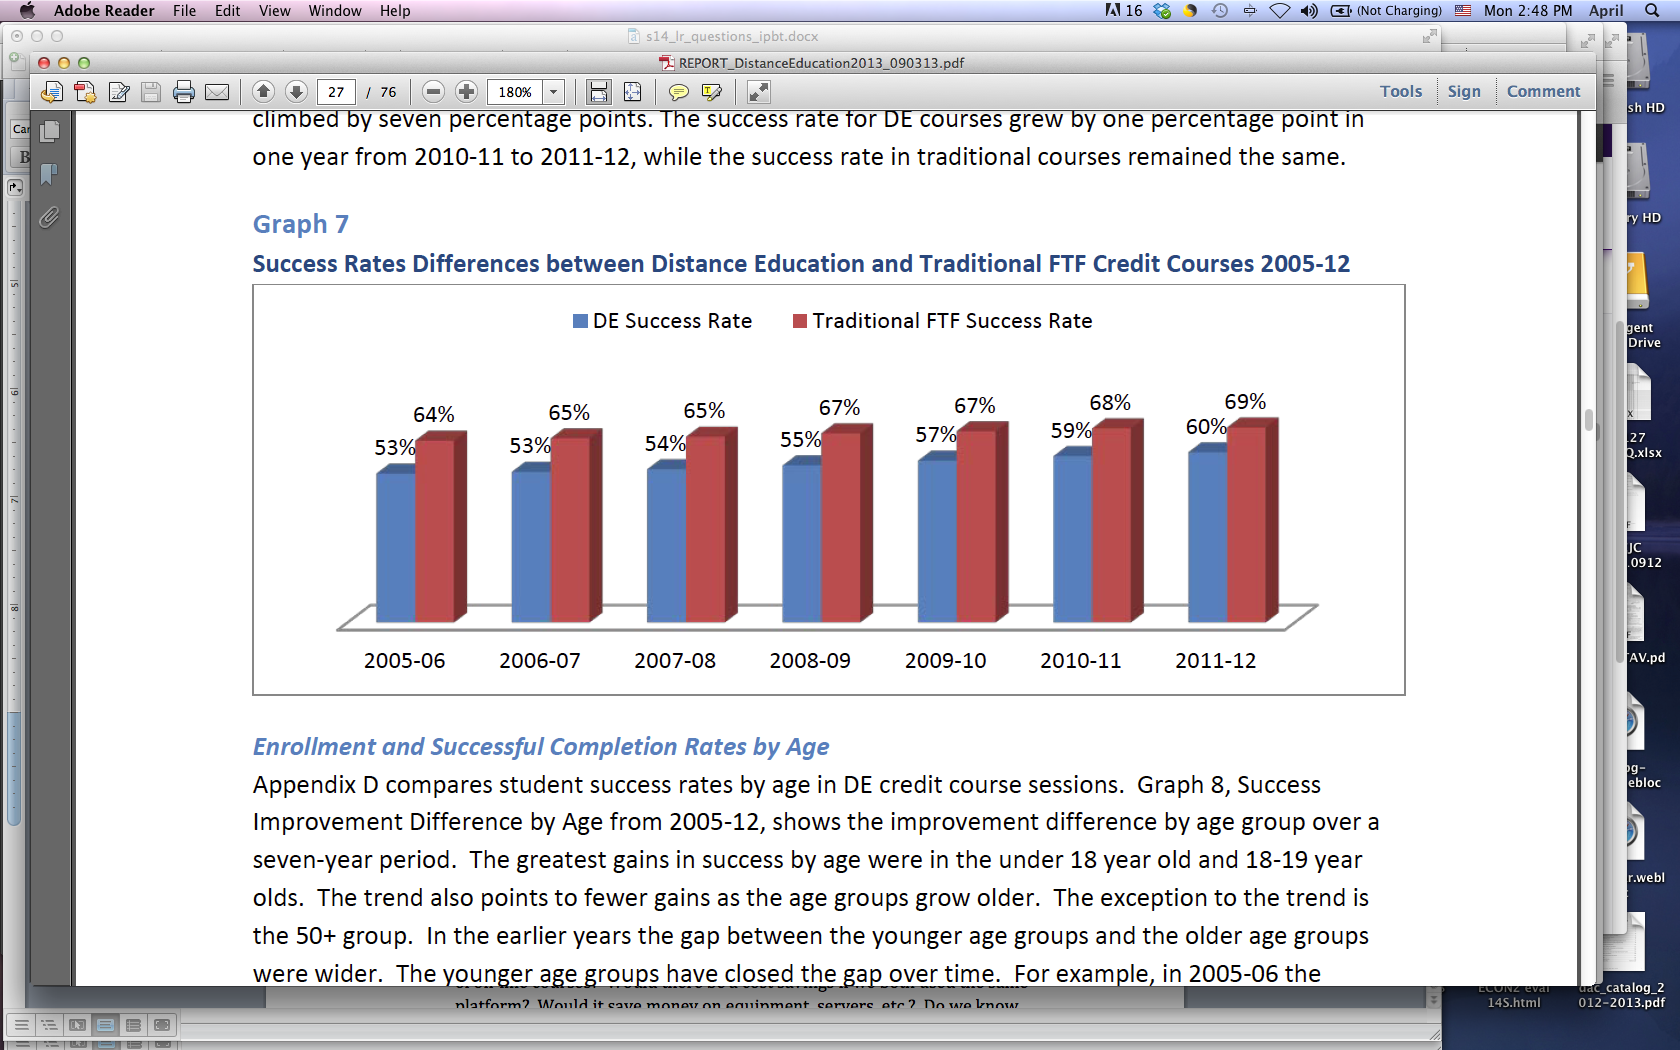 Adobe Reader File Edit View Window Help
16 (Not Charging) Mon 2:48 PM April
s14_lr_questions_ipbt.docx
REPORT_DistanceEducation2013_090313.pdf
27 / 76 180% Tools Sign Comment
climbed by seven percentage points. The success rate for DE courses grew by one percentage point in
one year from 2010-11 to 2011-12, while the success rate in traditional courses remained the same.
Graph 7
Success Rates Differences between Distance Education and Traditional FTF Credit Courses 2005-12
DE Success Rate Traditional FTF Success Rate
53% 64% 53% 65% 54% 65% 55% 67% 57% 67% 59% 68% 60% 69%
2005-06 2006-07 2007-08 2008-09 2009-10 2010-11 2011-12
Enrollment and Successful Completion Rates by Age
Appendix D compares student success rates by age in DE credit course sessions. Graph 8, Success
Improvement Difference by Age from 2005-12, shows the improvement difference by age group over a
seven-year period. The greatest gains in success by age were in the under 18 year old and 18-19 year
olds. The trend also points to fewer gains as the age groups grow older. The exception to the trend is
the 50+ group. In the earlier years the gap between the younger age groups and the older age groups
were wider. The younger age groups have closed the gap over time. For example, in 2005-06 the
platform? Would it save money on equipment, servers, etc.? Do we know
sh HD
ry HD
gent
Drive
127
Q.xlsx
JC
.0912
TAV.pd
og-
ebloc
r.webl
ECON2 eval
14S.html
dac_catalog_2
012-2013.pdf